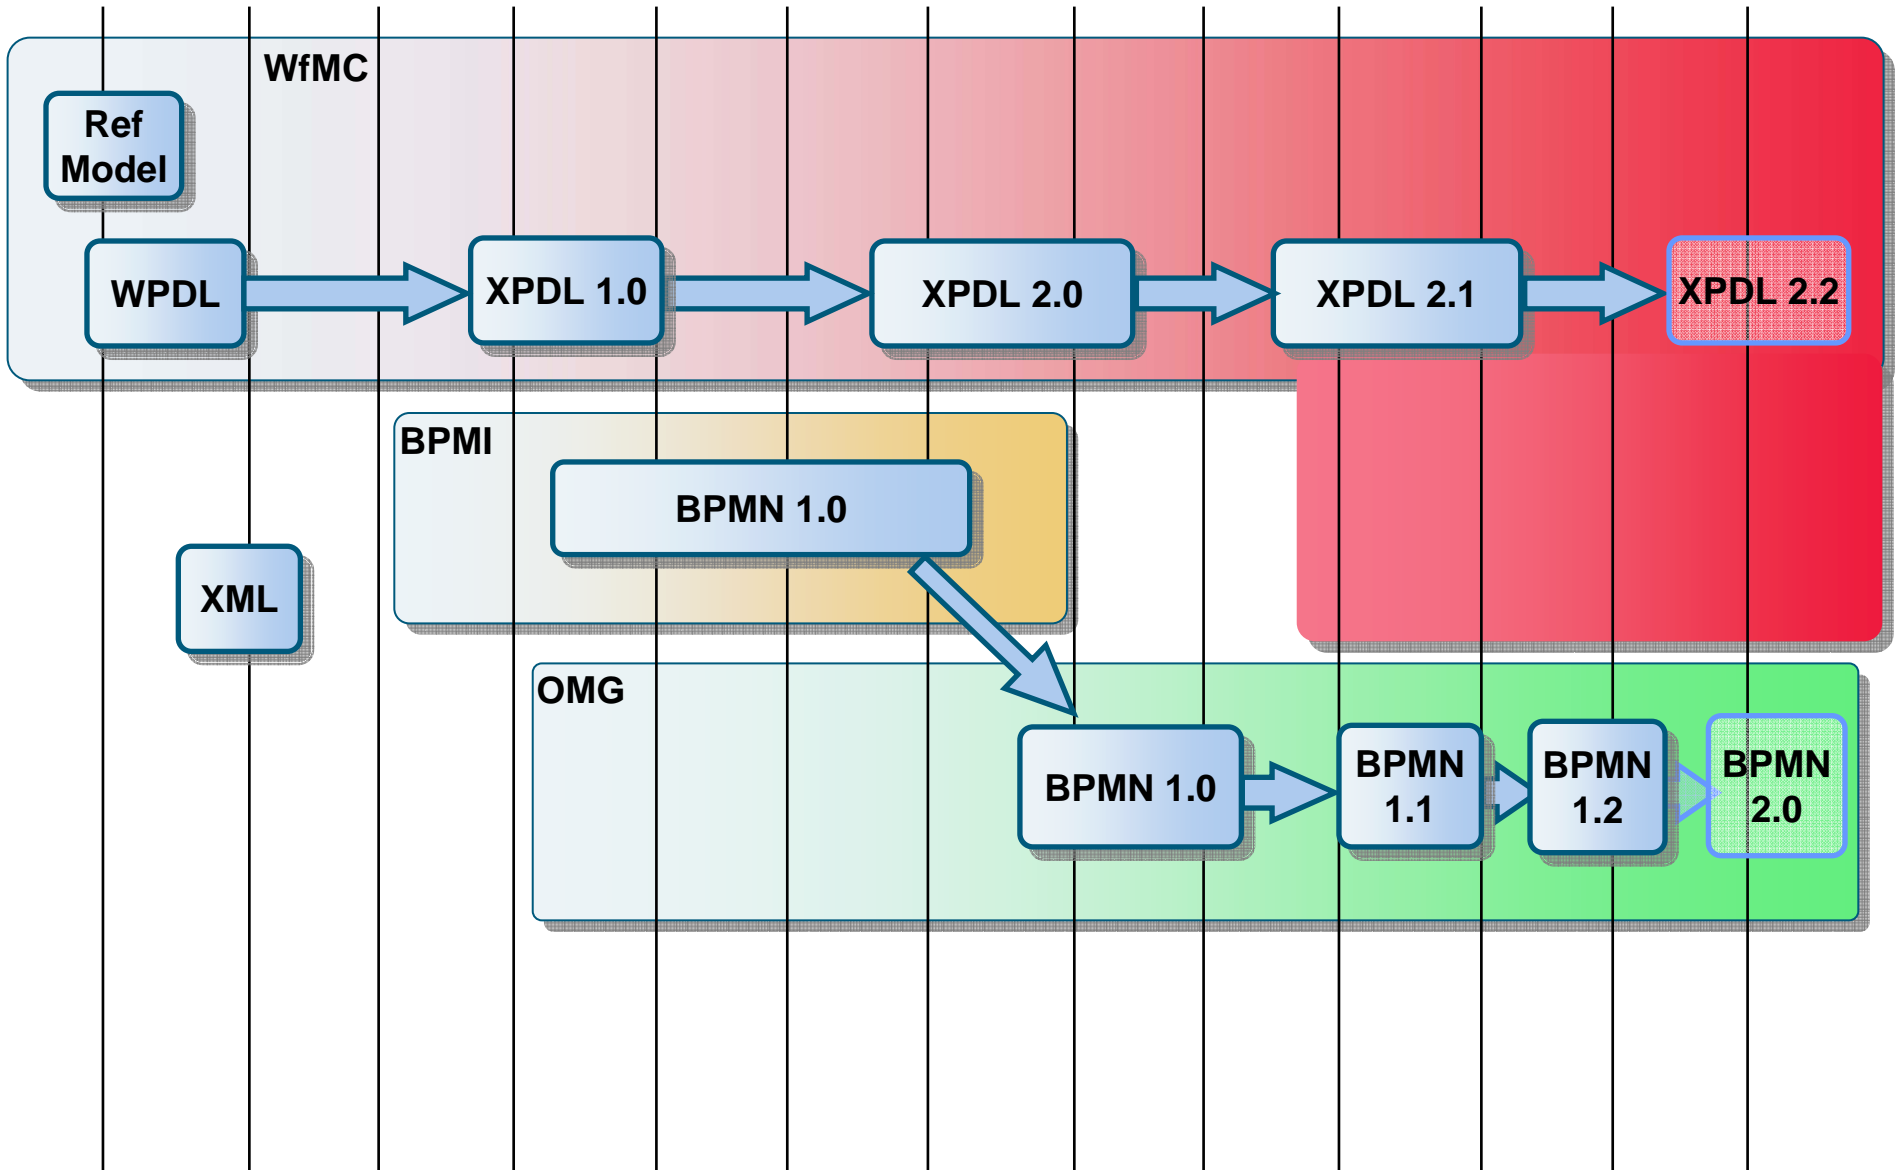 WfMC
Ref
Model
WPDL
XPDL 1.0
XPDL 2.0
XPDL 2.1
XPDL 2.2
BPMI
BPMN 1.0
XML
OMG
BPMN 1.0
BPMN
1.1
BPMN
1.2
BPMN
2.0